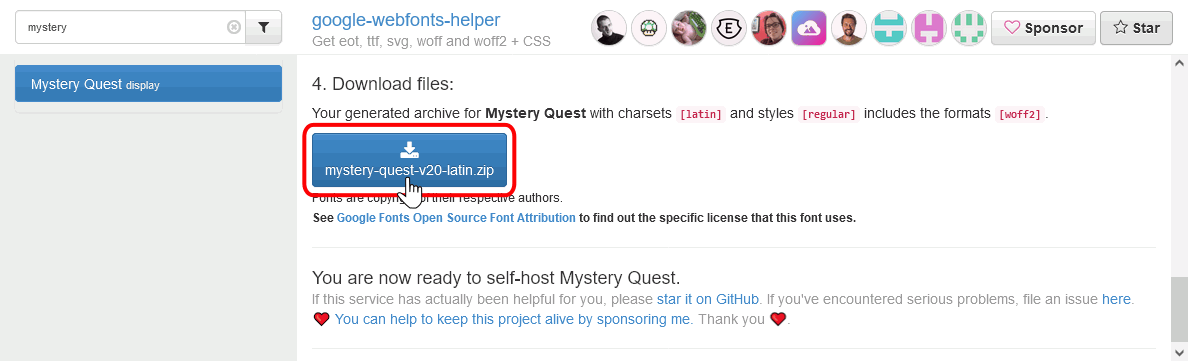 mystery
google-webfonts-helper
Get eot, ttf, svg, woff and woff2 + CSS
Sponsor
Star
Mystery Quest display
4. Download files:
Your generated archive for Mystery Quest with charsets [latin] and styles [regular] includes the formats [woff2] .
mystery-quest-v20-latin.zip
Fonts are copyright of their respective authors.
See Google Fonts Open Source Font Attribution to find out the specific license that this font uses.
You are now ready to self-host Mystery Quest.
If this service has actually been helpful for you, please star it on GitHub. If you've encountered serious problems, file an issue here.
❤ You can help to keep this project alive by sponsoring me. Thank you ❤.